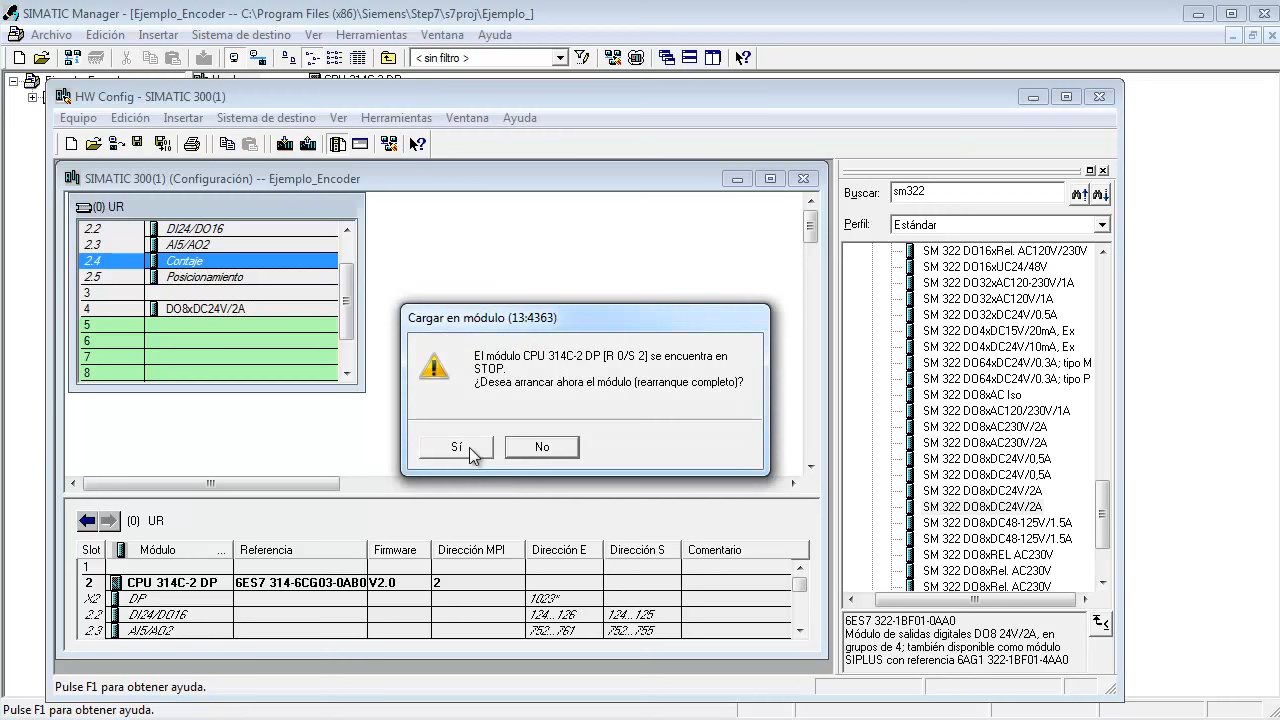 SIMATIC Manager - [Ejemplo_Encoder -- C:\Program Files (x86)\Siemens\Step7\s7proj\Ejemplo_]
Archivo Edición Insertar Sistema de destino Ver Herramientas Ventana Ayuda
< sin filtro >
HW Config - SIMATIC 300(1)
Equipo Edición Insertar Sistema de destino Ver Herramientas Ventana Ayuda
SIMATIC 300(1) (Configuración) -- Ejemplo_Encoder
(0) UR
2.2 DI24/DO16
2.3 AI5/AO2
2.4 Contaje
2.5 Posicionamiento
3
4 DO8xDC24V/2A
5
6
7
8
Cargar en módulo (13:4363)
El módulo CPU 314C-2 DP [R 0/S 2] se encuentra en
STOP.
¿Desea arrancar ahora el módulo (rearranque completo)?
Sí No
Buscar: sm322
Perfil: Estándar
SM 322 DO16xRel. AC120V/230V
SM 322 DO16xUC24/48V
SM 322 DO32xAC120-230V/1A
SM 322 DO32xAC120V/1A
SM 322 DO32xDC24V/0.5A
SM 322 DO4xDC15V/20mA, Ex
SM 322 DO4xDC24V/10mA, Ex
SM 322 DO64xDC24V/0.3A; tipo M
SM 322 DO64xDC24V/0.3A; tipo P
SM 322 DO8xAC Iso
SM 322 DO8xAC120/230V/1A
SM 322 DO8xAC230V/2A
SM 322 DO8xAC230V/2A
SM 322 DO8xDC24V/0,5A
SM 322 DO8xDC24V/0.5A
SM 322 DO8xDC24V/2A
SM 322 DO8xDC24V/2A
SM 322 DO8xDC48-125V/1.5A
SM 322 DO8xDC48-125V/1.5A
SM 322 DO8xREL AC230V
SM 322 DO8xRel. AC230V
SM 322 DO8xRel. AC230V
6ES7 322-1BF01-0AA0
Módulo de salidas digitales DO8 24V/2A, en
grupos de 4; también disponible como módulo
SIPLUS con referencia 6AG1 322-1BF01-4AA0
(0) UR
Slot Módulo ... Referencia Firmware Dirección MPI Dirección E Dirección S Comentario
1
2 CPU 314C-2 DP 6ES7 314-6CG03-0AB0 V2.0 2
X2 DP 1023*
2.2 DI24/DO16 124...126 124...125
2.3 AI5/AO2 752...761 752...755
Pulse F1 para obtener ayuda.
Pulse F1 para obtener ayuda.